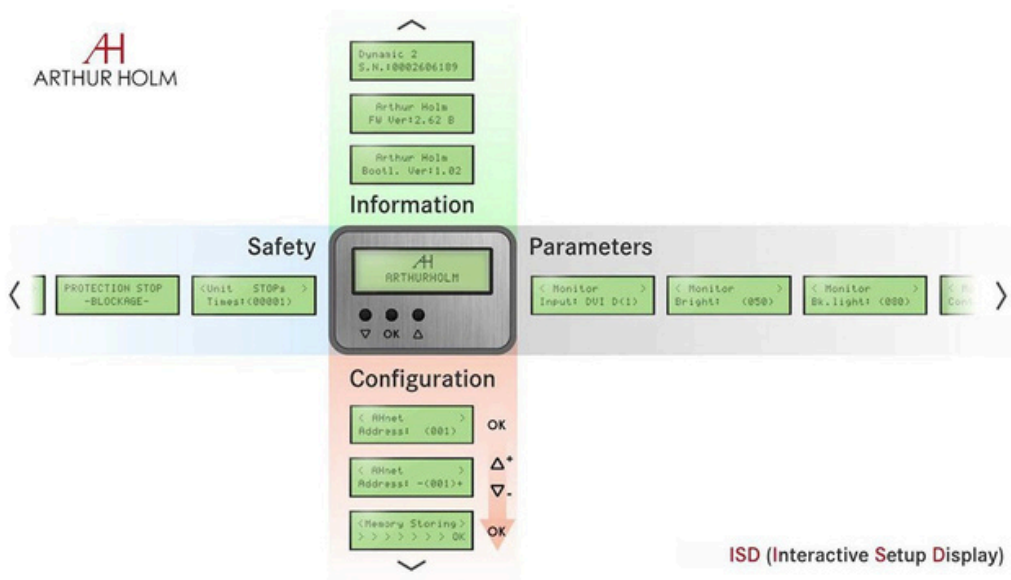 AH
ARTHUR HOLM
Dynamic 2
S.N.:0002606189
Arthur Holm
FW Ver:2.62 B
Arthur Holm
Bootl. Ver:1.02
Information
Safety
Parameters
PROTECTION STOP
-BLOCKAGE-
<Unit STOPs >
Times:(00001)
AH
ARTHURHOLM
▽ OK △
< Monitor >
Input: DVI D(1)
< Monitor >
Bright: (050)
< Monitor >
Bk.light: (080)
Configuration
< AHnet >
Address: (001)
OK
< AHnet >
Address: -(001)+
△+
▽-
<Memory Storing>
> > > > > > > OK
OK
ISD (Interactive Setup Display)